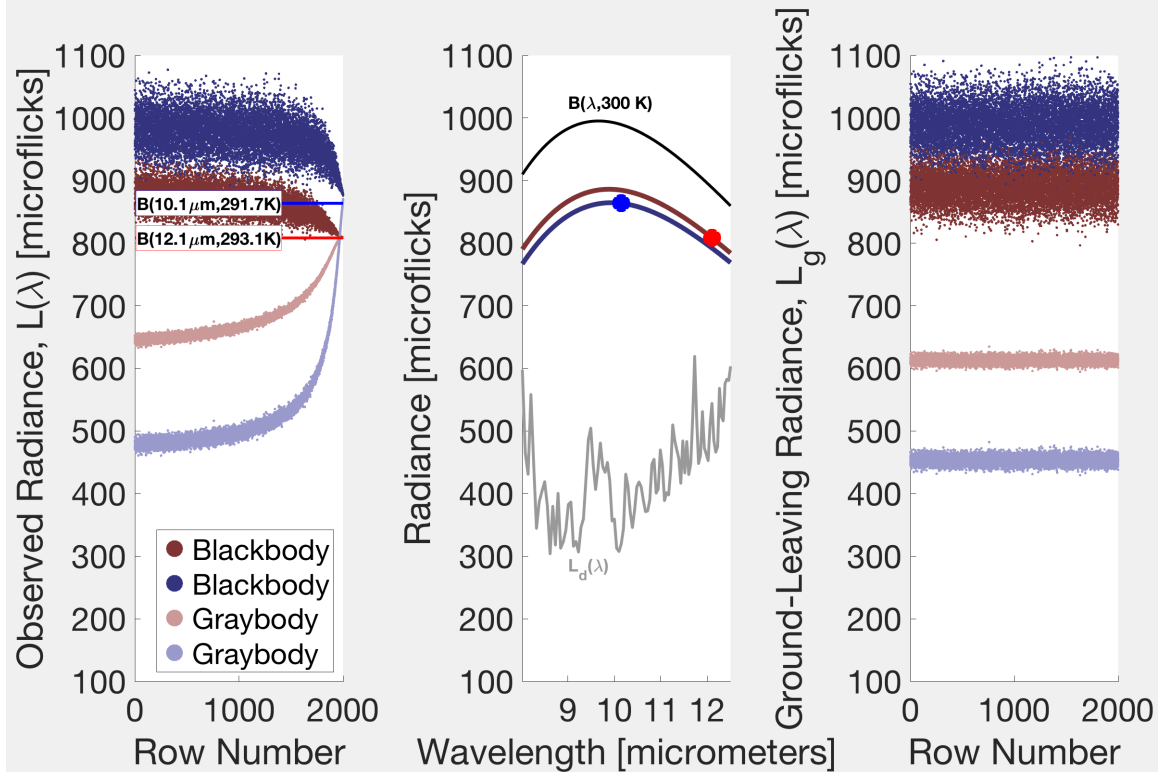 Observed Radiance, L(λ) [microflicks]
1100
1000
900
800
700
600
500
400
300
200
100
B(10.1μm,291.7K)
B(12.1μm,293.1K)
Blackbody
Blackbody
Graybody
Graybody
0 1000 2000
Row Number
Radiance [microflicks]
1100
1000
900
800
700
600
500
400
300
200
100
B(λ,300 K)
L_d(λ)
9 10 11 12
Wavelength [micrometers]
Ground-Leaving Radiance, L_g(λ) [microflicks]
1100
1000
900
800
700
600
500
400
300
200
100
0 1000 2000
Row Number